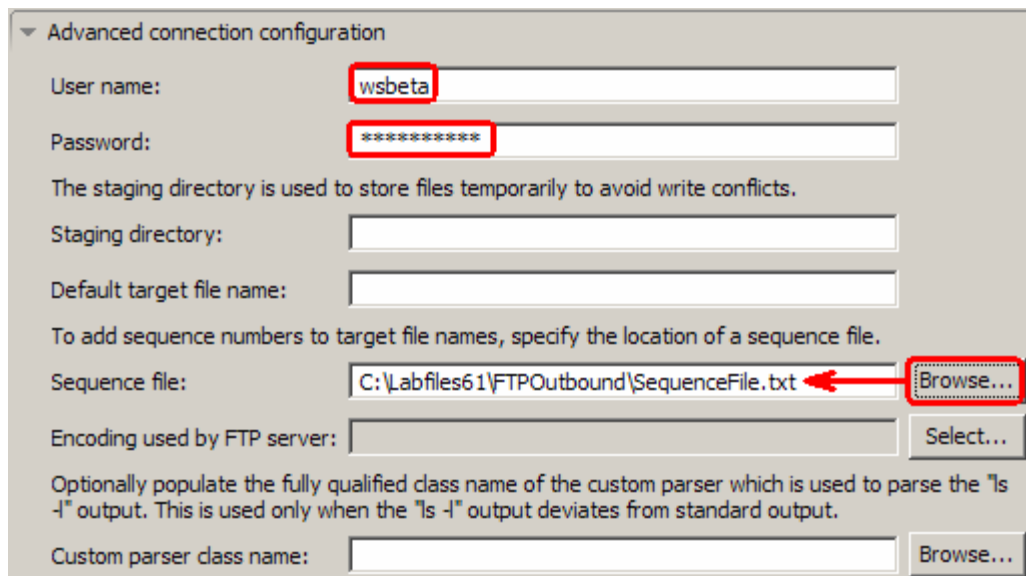 Advanced connection configuration
User name: wsbeta
Password: **********
The staging directory is used to store files temporarily to avoid write conflicts.
Staging directory:
Default target file name:
To add sequence numbers to target file names, specify the location of a sequence file.
Sequence file: C:\Labfiles61\FTPOutbound\SequenceFile.txt Browse...
Encoding used by FTP server: Select...
Optionally populate the fully qualified class name of the custom parser which is used to parse the "ls
-l" output. This is used only when the "ls -l" output deviates from standard output.
Custom parser class name: Browse...